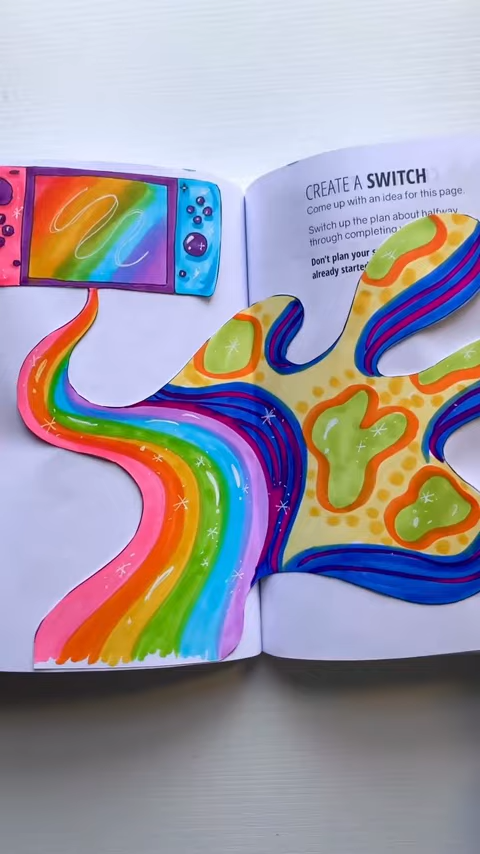 CREATE A SWITCH
Come up with an idea for this page.
Switch up the plan about halfway
through completing
Don't plan your
already started